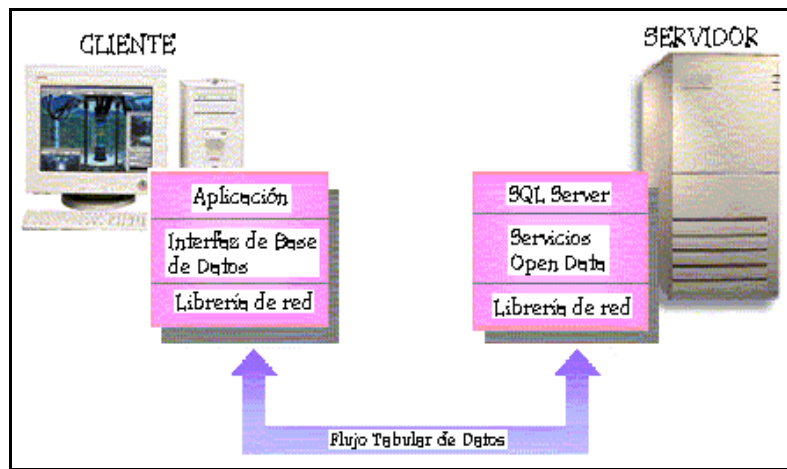 CLIENTE
SERVIDOR
Aplicación
Interfaz de Base
de Datos
Librería de red
SQL Server
Servicios
Open Data
Librería de red
Flujo Tabular de Datos